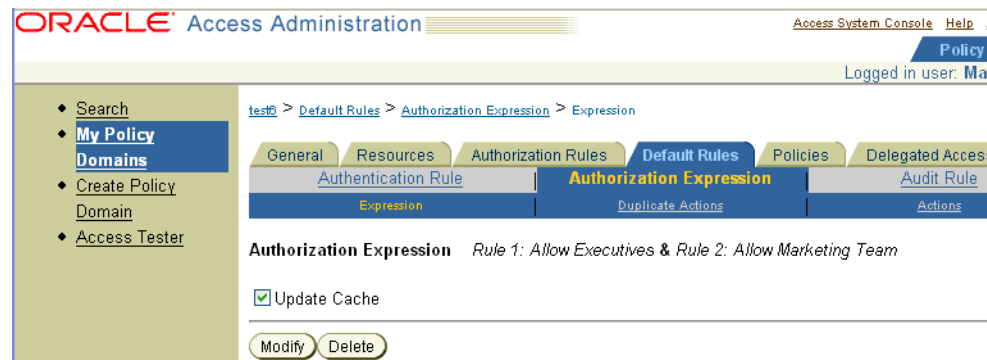 ORACLE Access Administration
Access System Console Help
Policy
Logged in user: Ma
Search
My Policy
Domains
Create Policy
Domain
Access Tester
test6 > Default Rules > Authorization Expression > Expression
General Resources Authorization Rules Default Rules Policies Delegated Access
Authentication Rule Authorization Expression Audit Rule
Expression Duplicate Actions Actions
Authorization Expression Rule 1: Allow Executives & Rule 2: Allow Marketing Team
Update Cache
Modify Delete